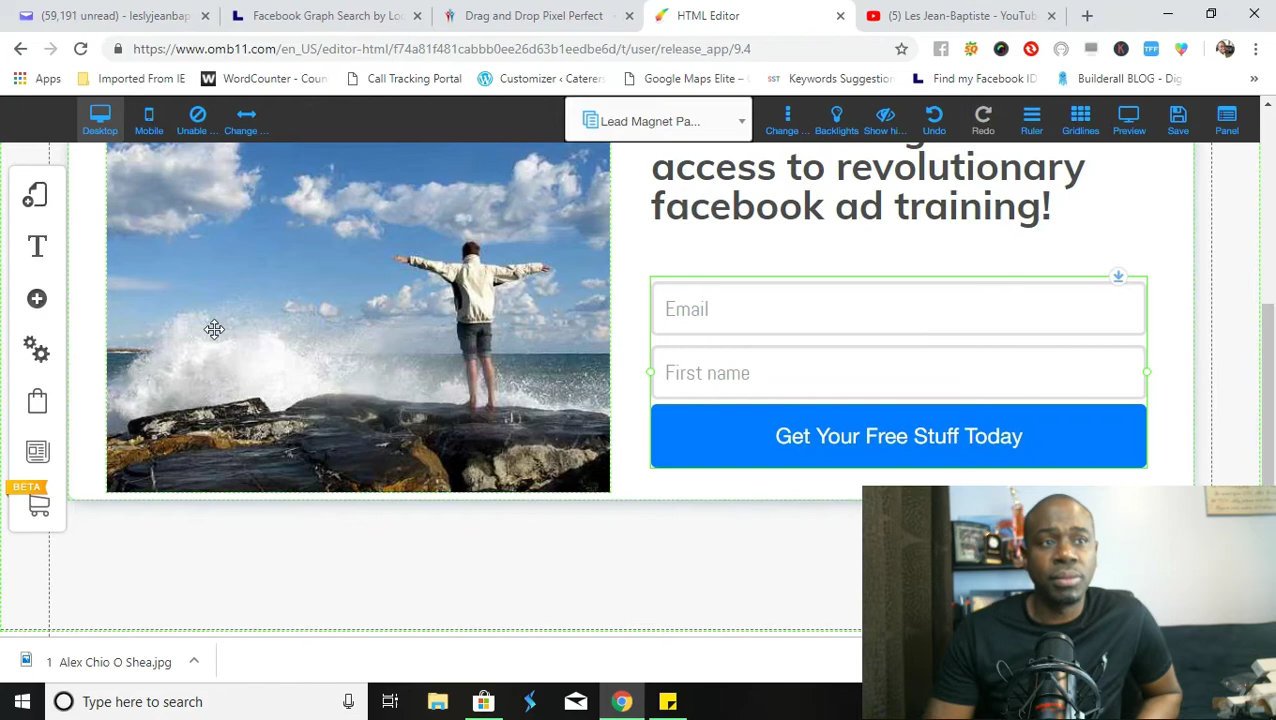 (59,191 unread) - leslyjeanbap
Facebook Graph Search by Lo
Drag and Drop Pixel Perfect
HTML Editor
(5) Les Jean-Baptiste - YouTub
https://www.omb11.com/en_US/editor-html/f74a81f481cabbb0ee26d63b1eedbe6d/t/user/release_app/9.4
Apps
Imported From IE
WordCounter - Coun
Call Tracking Portal
Customizer ‹ Caterers
Google Maps Elite –
SST
Keywords Suggestion
Find my Facebook ID
Builderall BLOG - Dig
Desktop
Mobile
Unable ...
Change ...
Lead Magnet Pa...
Change ...
Backlights
Show hi...
Undo
Redo
Ruler
Gridlines
Preview
Save
Panel
access to revolutionary
facebook ad training!
Email
First name
Get Your Free Stuff Today
BETA
1 Alex Chio O Shea.jpg
Type here to search